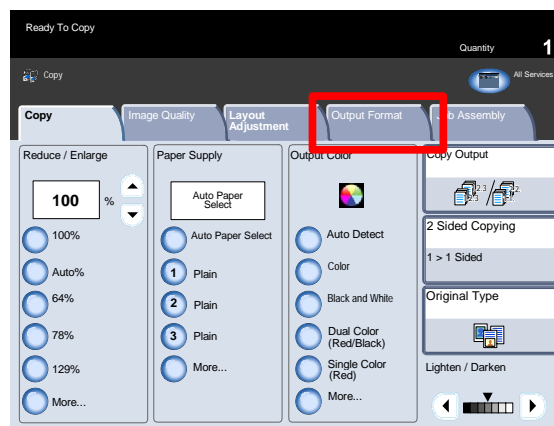 Ready To Copy
Quantity 1
Copy
All Services
Copy
Image Quality
Layout
Adjustment
Output Format
Job Assembly
Reduce / Enlarge
100 %
100%
Auto%
64%
78%
129%
More...
Paper Supply
Auto Paper
Select
Auto Paper Select
1 Plain
2 Plain
3 Plain
More...
Output Color
Auto Detect
Color
Black and White
Dual Color
(Red/Black)
Single Color
(Red)
More...
Copy Output
2 Sided Copying
1 > 1 Sided
Original Type
Lighten / Darken